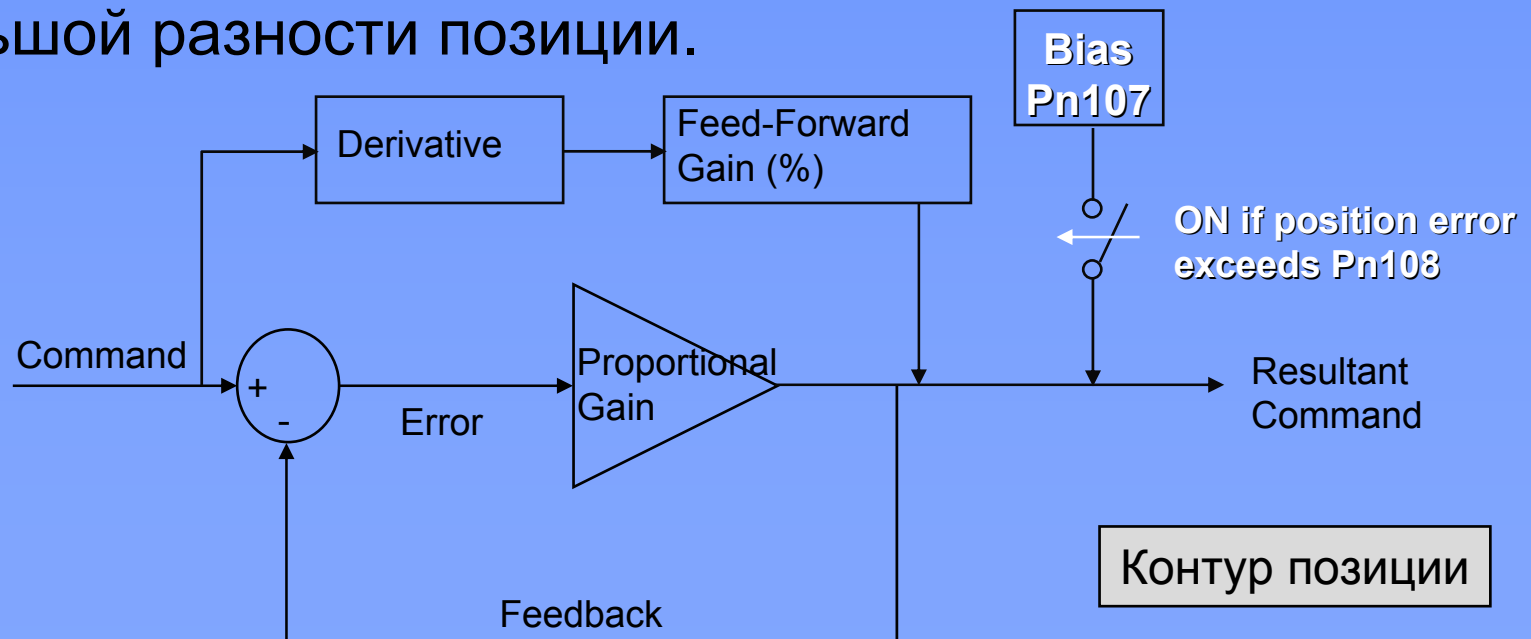 ьшой разности позиции.
Bias
Pn107
Derivative
Feed-Forward
Gain (%)
ON if position error
exceeds Pn108
Command
+
-
Error
Proportional
Gain
Resultant
Command
Контур позиции
Feedback